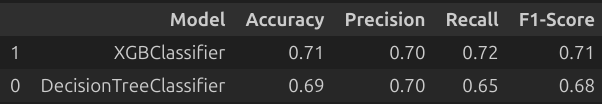 Model Accuracy Precision Recall F1-Score
1 XGBClassifier 0.71 0.70 0.72 0.71
0 DecisionTreeClassifier 0.69 0.70 0.65 0.68